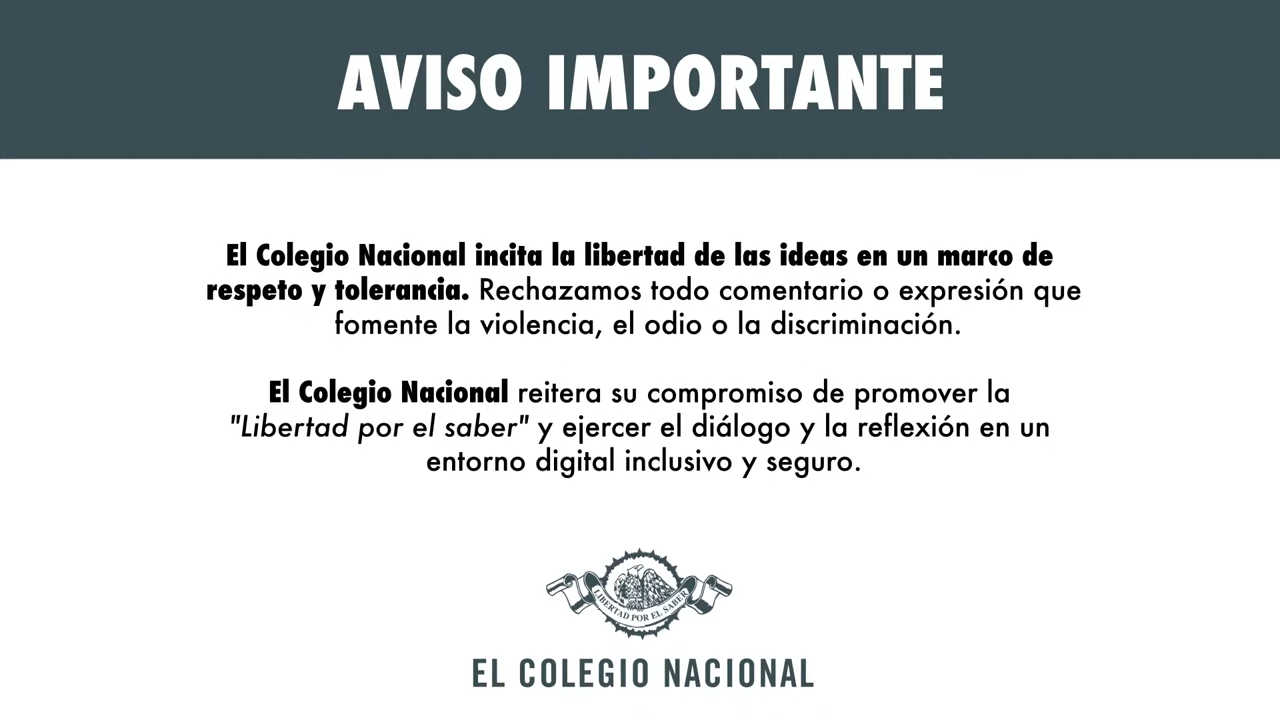 AVISO IMPORTANTE
El Colegio Nacional incita la libertad de las ideas en un marco de
respeto y tolerancia. Rechazamos todo comentario o expresión que
fomente la violencia, el odio o la discriminación.
El Colegio Nacional reitera su compromiso de promover la
"Libertad por el saber" y ejercer el diálogo y la reflexión en un
entorno digital inclusivo y seguro.
LIBERTAD POR EL SABER
EL COLEGIO NACIONAL